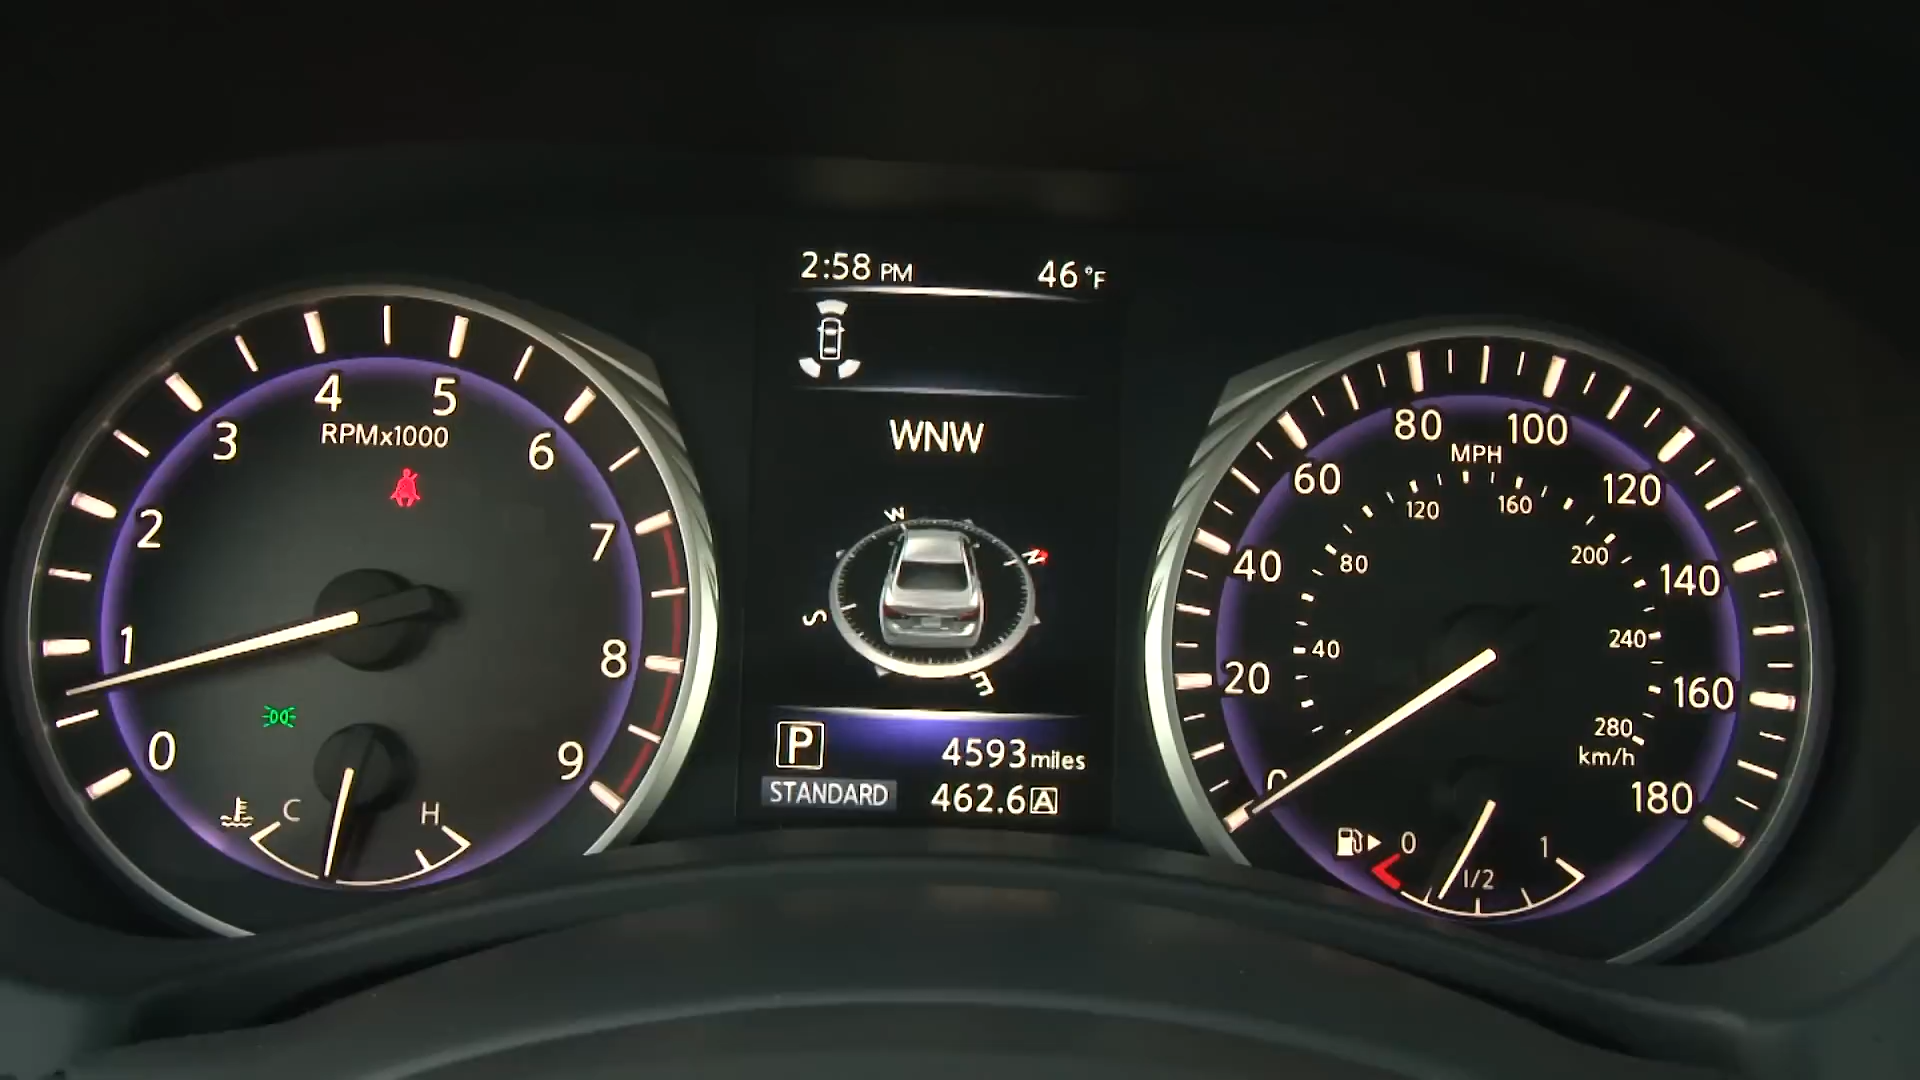 2:58 PM 46°F
WNW
W
N
S
E
P 4593 miles
STANDARD 462.6 A
0 1 2 3 4 5 6 7 8 9
RPMx1000
C H
0 20 40 60 80 100 120 140 160 180
MPH
40 80 120 160 200 240 280
km/h
0 1/2 1